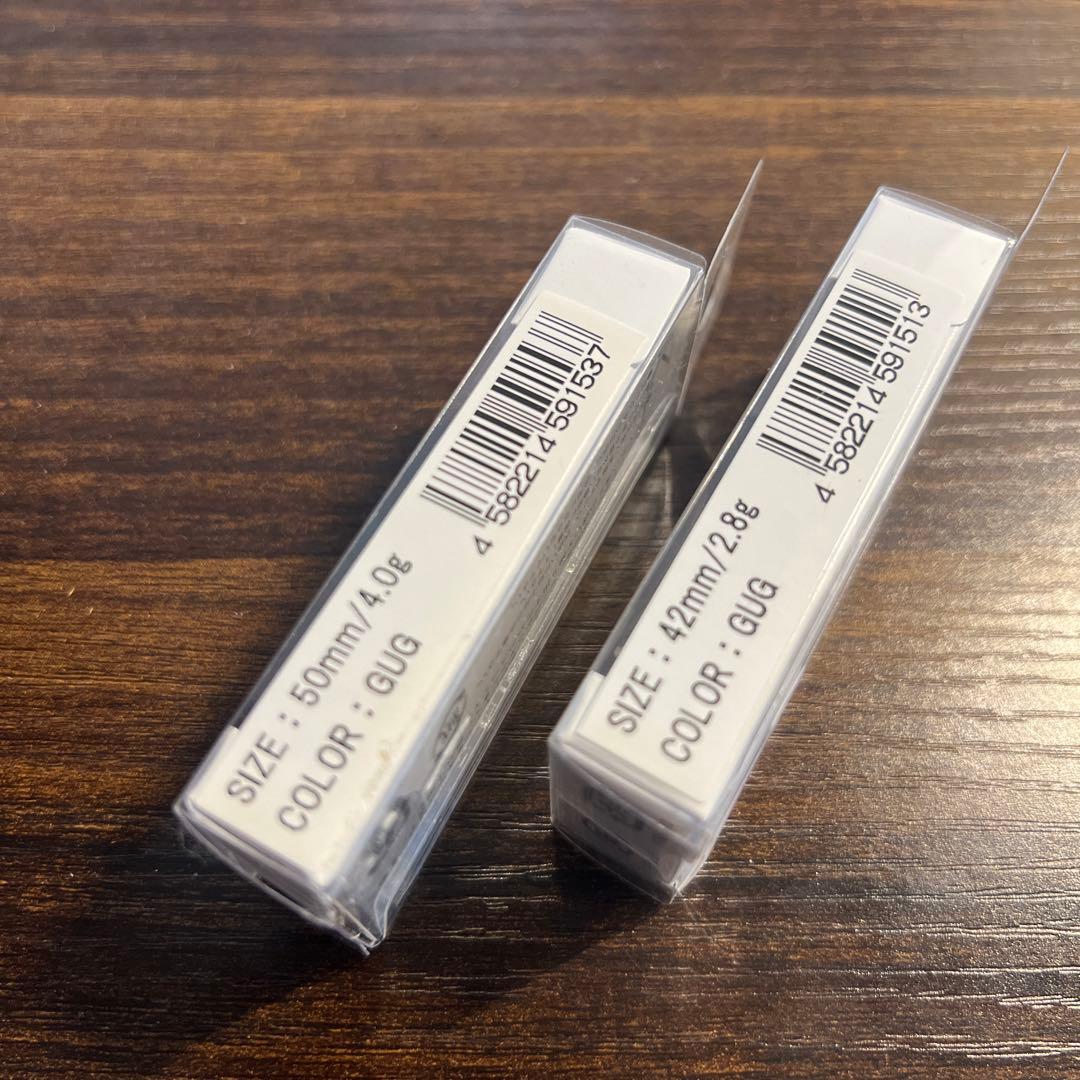 4 582214 591537
SIZE : 50mm/4.0g
COLOR : GUG
4 582214 591513
SIZE : 42mm/2.8g
COLOR : GUG